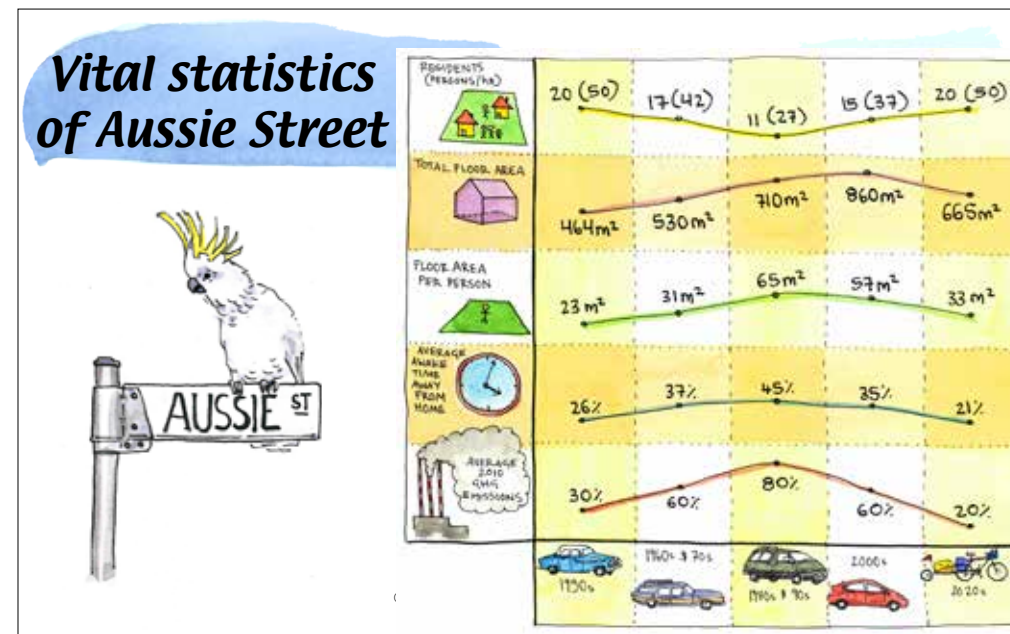 Vital statistics
of Aussie Street
AUSSIE ST
RESIDENTS
(PERSONS/HA)
20 (50) 17(42) 11 (27) 15 (37) 20 (50)
TOTAL FLOOR AREA
464m² 530m² 710m² 860m² 665m²
FLOOR AREA
PER PERSON
23 m² 31m² 65m² 57m² 33 m²
AVERAGE
AWAKE
TIME
AWAY
FROM
HOME
26% 37% 45% 35% 21%
AVERAGE
2010
GHG
EMISSIONS
30% 60% 80% 60% 20%
1950s 1960s & 70s 1980s & 90s 2000s 2020s